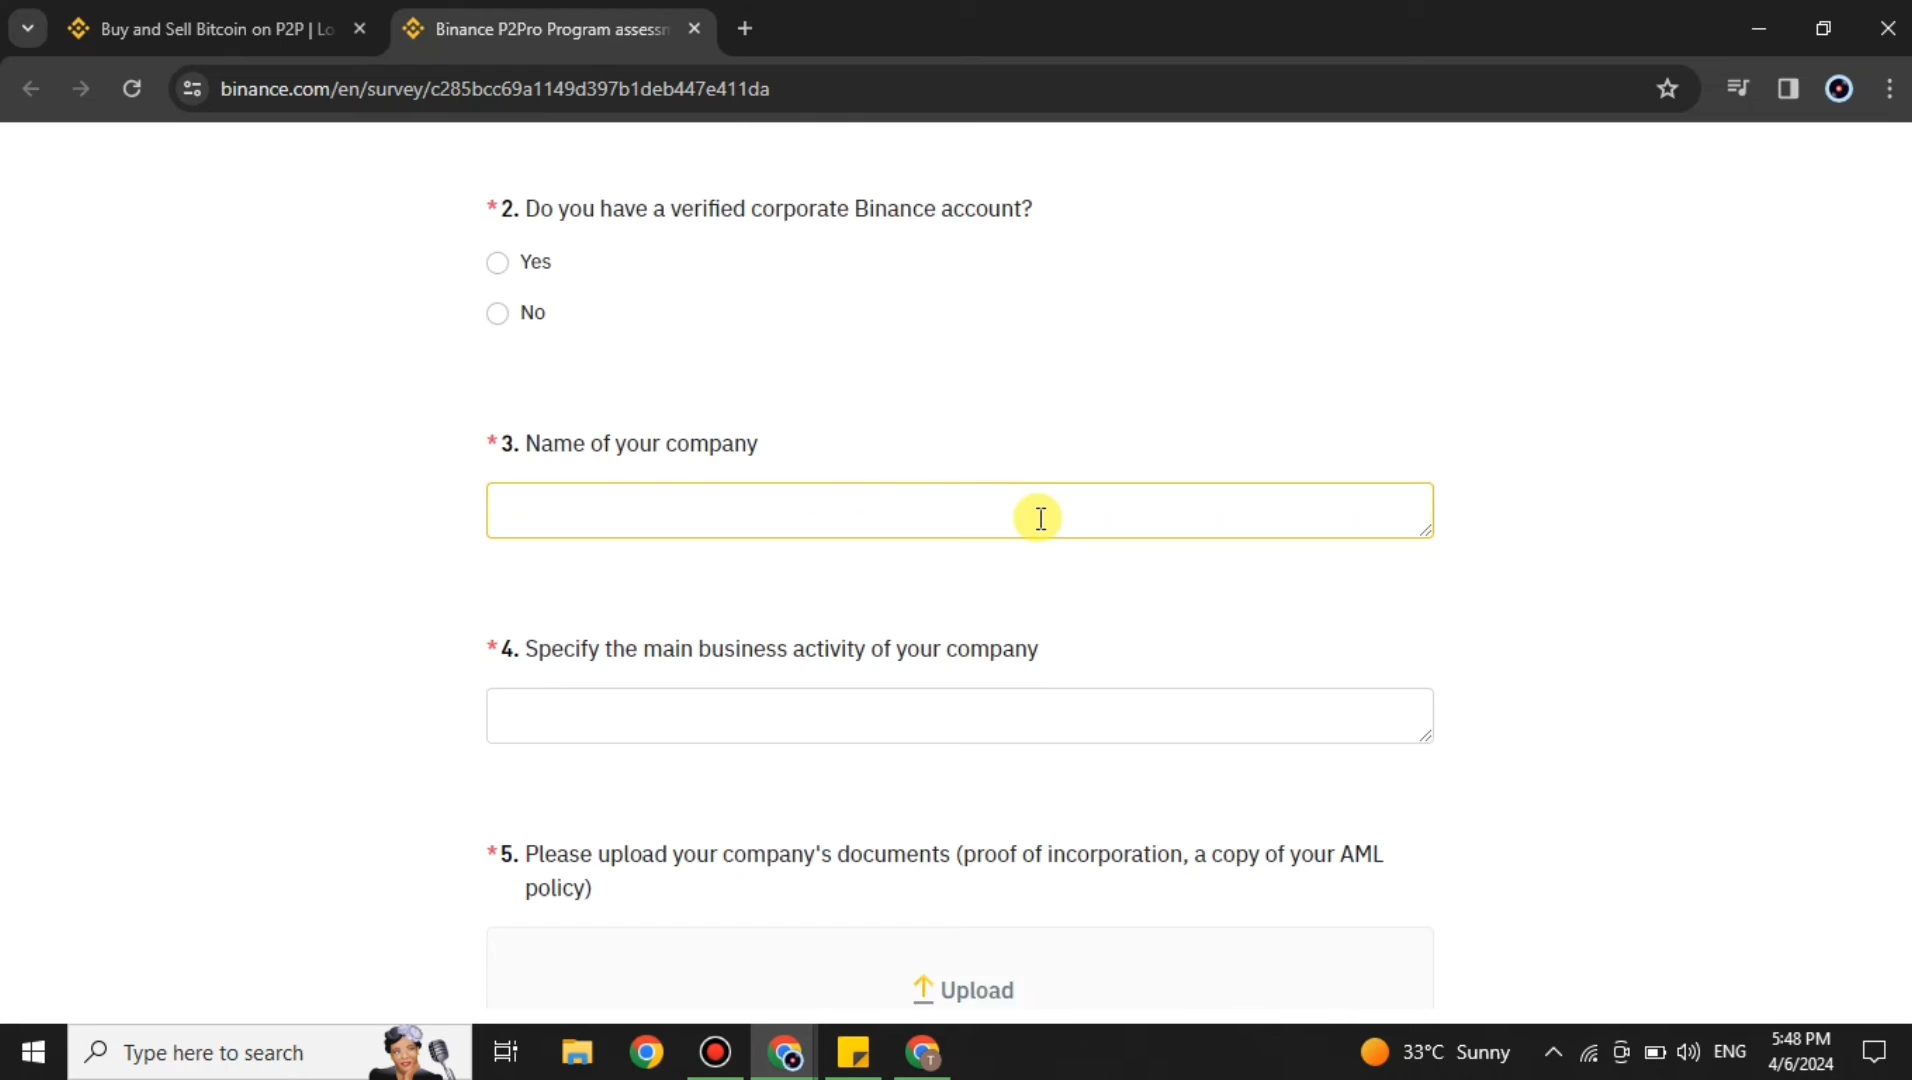 Buy and Sell Bitcoin on P2P | Lo
Binance P2Pro Program assessm
binance.com/en/survey/c285bcc69a1149d397b1deb447e411da
* 2. Do you have a verified corporate Binance account?
Yes
No
* 3. Name of your company
* 4. Specify the main business activity of your company
* 5. Please upload your company's documents (proof of incorporation, a copy of your AML
policy)
Upload
Type here to search
T
33°C Sunny
ENG
5:48 PM
4/6/2024